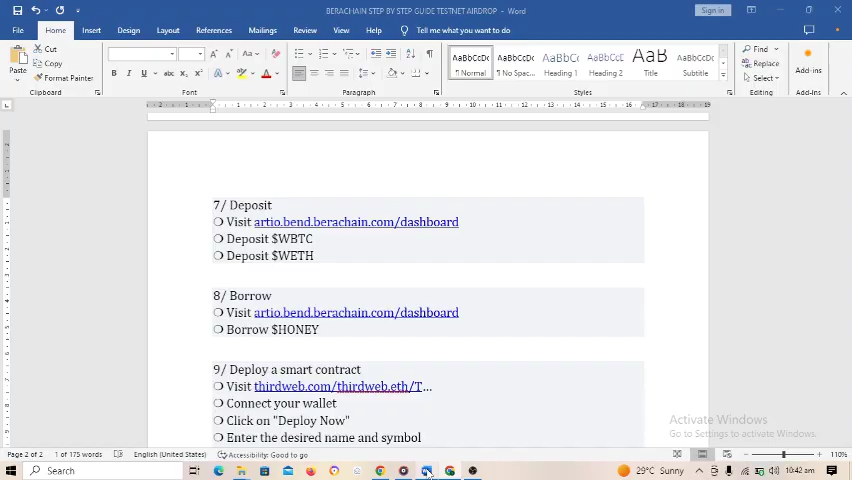 BERACHAIN STEP BY STEP GUIDE TESTNET AIRDROP - Word
Sign in
File Home Insert Design Layout References Mailings Review View Help Tell me what you want to do
Paste
Cut
Copy
Format Painter
Clipboard
Font
Paragraph
AaBbCcDc AaBbCcDc AaBbCc AaBbCcC AaB AaBbCcC
¶ Normal ¶ No Spac... Heading 1 Heading 2 Title Subtitle
Styles
Find
Replace
Select
Editing
Add-ins
Add-ins
7/ Deposit
❍ Visit artio.bend.berachain.com/dashboard
❍ Deposit $WBTC
❍ Deposit $WETH
8/ Borrow
❍ Visit artio.bend.berachain.com/dashboard
❍ Borrow $HONEY
9/ Deploy a smart contract
❍ Visit thirdweb.com/thirdweb.eth/T…
❍ Connect your wallet
❍ Click on "Deploy Now"
❍ Enter the desired name and symbol
Activate Windows
Go to Settings to activate Windows.
Page 2 of 2 1 of 175 words English (United States) Accessibility: Good to go 110%
Search 29°C Sunny 10:42 am